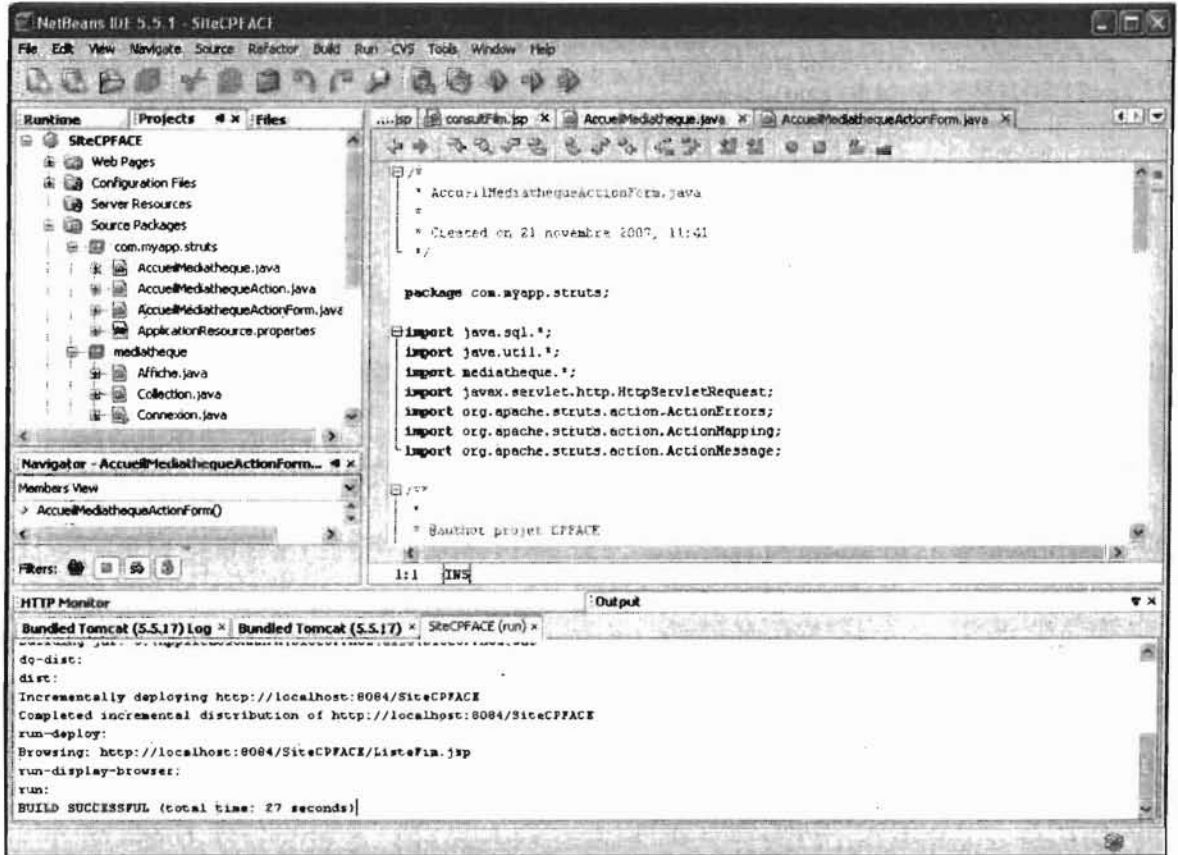 NetBeans IDE 5.5.1 - SiteCPFACE
File Edit View Navigate Source Refactor Build Run CVS Tools Window Help
Runtime Projects Files
SiteCPFACE
Web Pages
Configuration Files
Server Resources
Source Packages
com.myapp.struts
AccueilMediatheque.java
AccueilMediathequeAction.java
AccueilMediathequeActionForm.java
ApplicationResource.properties
mediatheque
Affiche.java
Collection.java
Connexion.java
Navigator - AccueilMediathequeActionForm...
Members View
AccueilMediathequeActionForm()
Filters:
....jsp consultFilm.jsp AccueilMediatheque.java AccueilMediathequeActionForm.java
/*
* AccueilMediathequeActionForm.java
*
* Created on 21 novembre 2007, 11:41
*/
package com.myapp.struts;
import java.sql.*;
import java.util.*;
import mediatheque.*;
import javax.servlet.http.HttpServletRequest;
import org.apache.struts.action.ActionErrors;
import org.apache.struts.action.ActionMapping;
import org.apache.struts.action.ActionMessage;
/**
*
* @author projet CPFACE
1:1 INS
HTTP Monitor Output
Bundled Tomcat (5.5.17) Log Bundled Tomcat (5.5.17) SiteCPFACE (run)
do-dist:
dist:
Incrementally deploying http://localhost:8084/SiteCPFACE
Completed incremental distribution of http://localhost:8084/SiteCPFACE
run-deploy:
Browsing: http://localhost:8084/SiteCPFACE/ListeFim.jsp
run-display-browser:
run:
BUILD SUCCESSFUL (total time: 27 seconds)